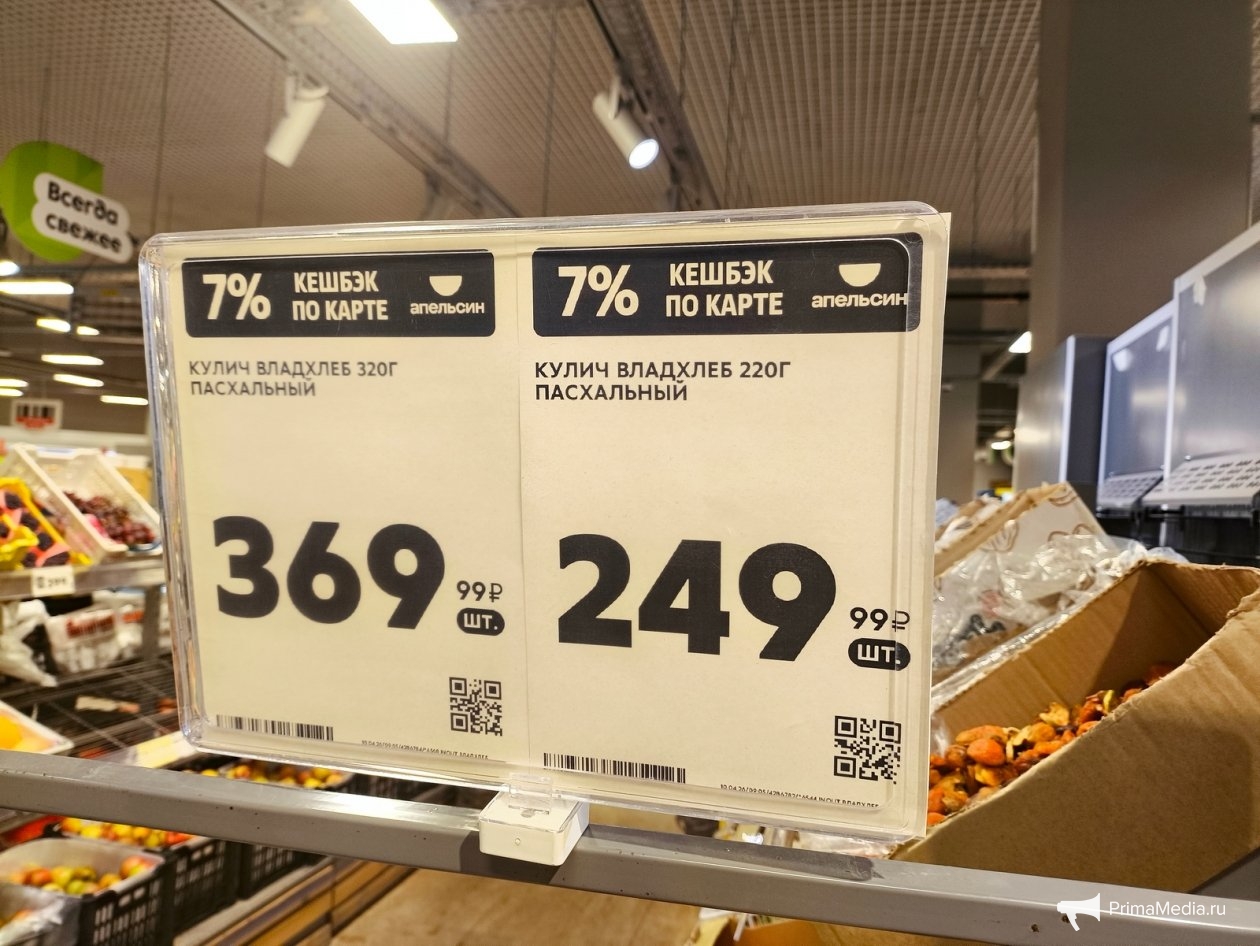 Всегда
свежее
7%
КЕШБЭК
ПО КАРТЕ
апельсин
КУЛИЧ ВЛАДХЛЕБ 320Г
ПАСХАЛЬНЫЙ
369
99₽
ШТ.
7%
КЕШБЭК
ПО КАРТЕ
апельсин
КУЛИЧ ВЛАДХЛЕБ 220Г
ПАСХАЛЬНЫЙ
249
99₽
ШТ.
PrimaMedia.ru